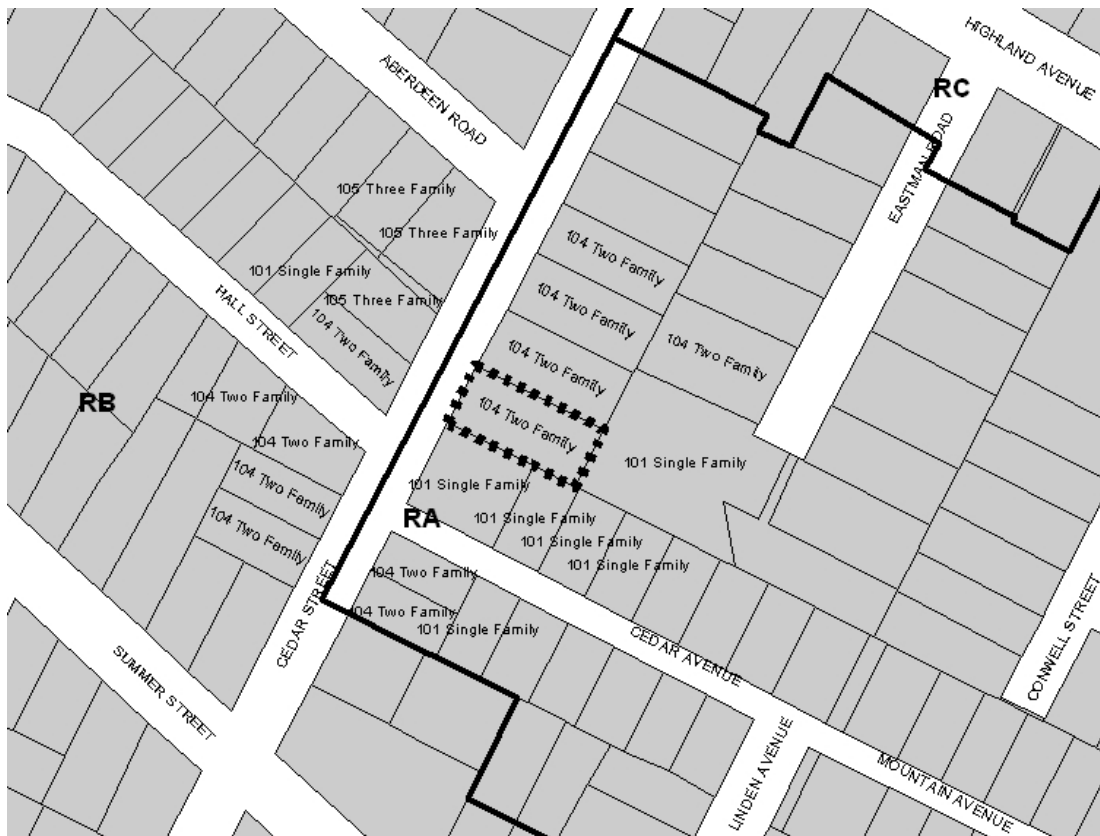 HIGHLAND AVENUE
RC
ABERDEEN ROAD
EASTMAN ROAD
105 Three Family
105 Three Family
104 Two Family
101 Single Family
105 Three Family
104 Two Family
HALL STREET
104 Two Family
104 Two Family
104 Two Family
104 Two Family
RB
104 Two Family
104 Two Family
104 Two Family
101 Single Family
104 Two Family
101 Single Family
104 Two Family
RA
101 Single Family
101 Single Family
101 Single Family
CEDAR STREET
104 Two Family
104 Two Family
101 Single Family
CEDAR AVENUE
CONWELL STREET
SUMMER STREET
LINDEN AVENUE
MOUNTAIN AVENUE